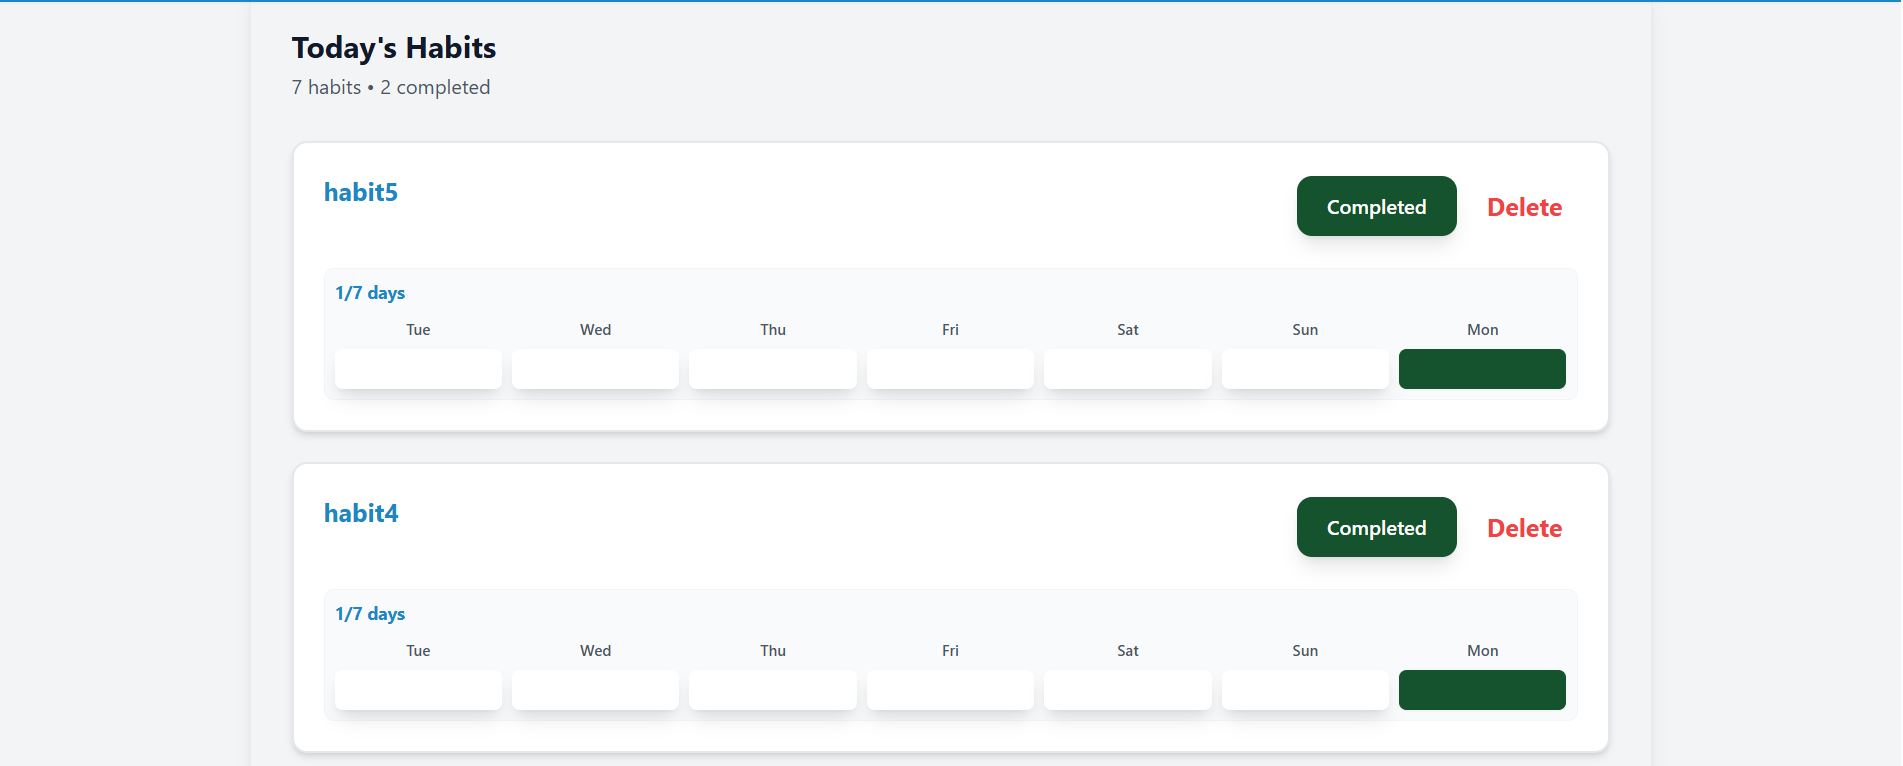 Today's Habits
7 habits • 2 completed
habit5
Completed Delete
1/7 days
Tue Wed Thu Fri Sat Sun Mon
habit4
Completed Delete
1/7 days
Tue Wed Thu Fri Sat Sun Mon